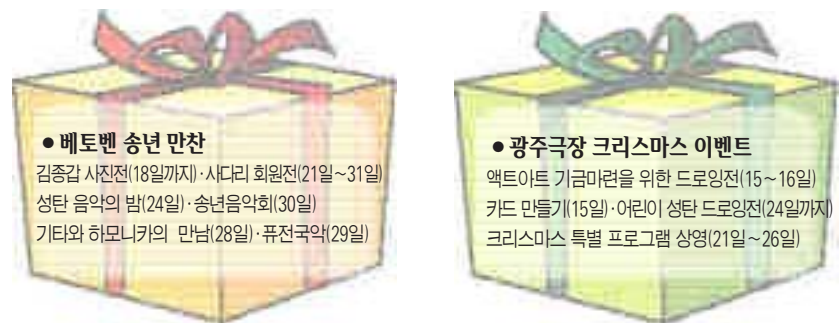 ● 베토벤 송년 만찬
김종갑 사진전(18일까지)·사다리 회원전(21일~31일)
성탄 음악의 밤(24일)·송년음악회(30일)
기타와 하모니카의 만남(28일)·퓨전국악(29일)
● 광주극장 크리스마스 이벤트
액트아트 기금마련을 위한 드로잉전(15~16일)
카드 만들기(15일)·어린이 성탄 드로잉전(24일까지)
크리스마스 특별 프로그램 상영(21일~26일)